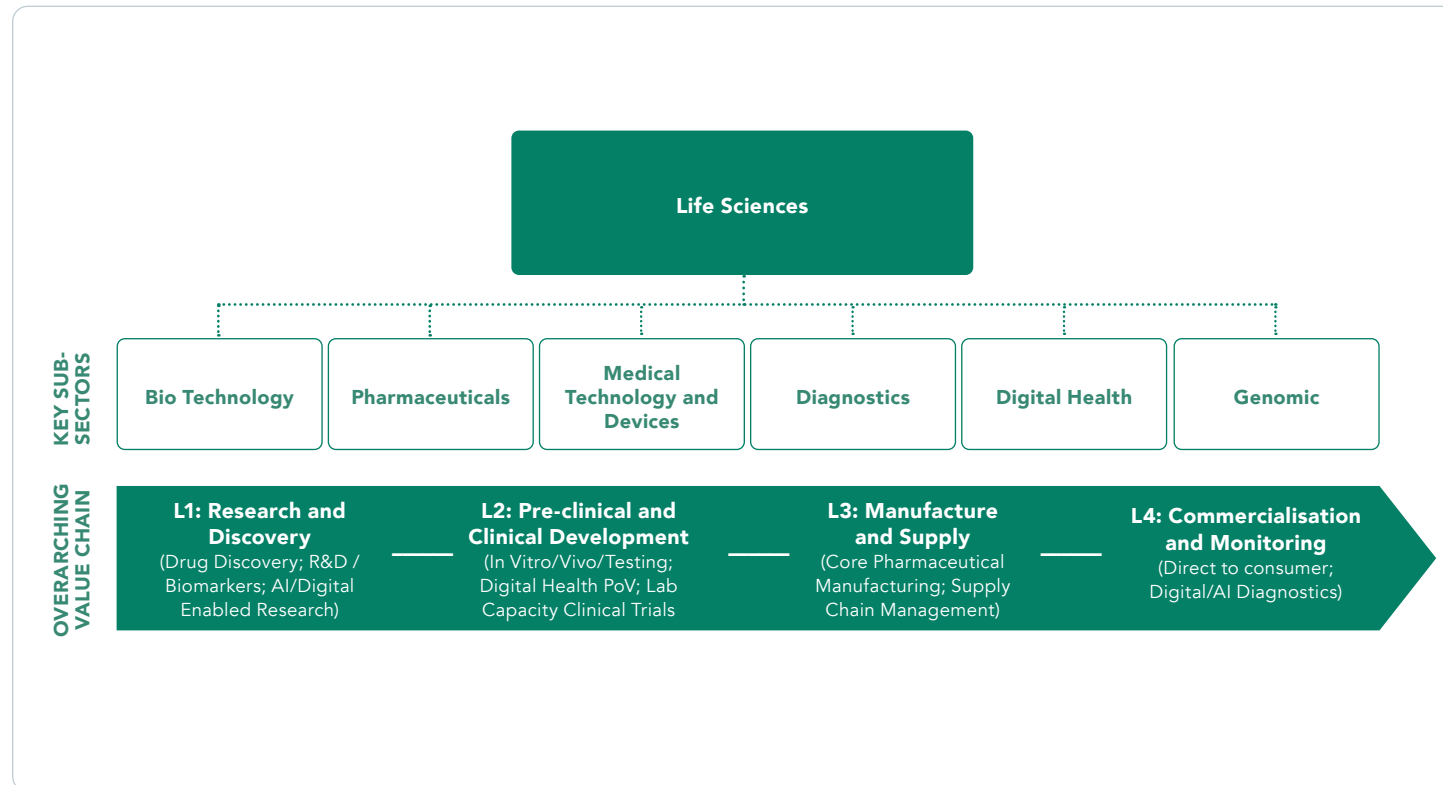 Life Sciences
KEY SUB-
SECTORS
Bio Technology
Pharmaceuticals
Medical
Technology and
Devices
Diagnostics
Digital Health
Genomic
OVERARCHING
VALUE CHAIN
L1: Research and
Discovery
(Drug Discovery; R&D /
Biomarkers; AI/Digital
Enabled Research)
L2: Pre-clinical and
Clinical Development
(In Vitro/Vivo/Testing;
Digital Health PoV; Lab
Capacity Clinical Trials
L3: Manufacture
and Supply
(Core Pharmaceutical
Manufacturing; Supply
Chain Management)
L4: Commercialisation
and Monitoring
(Direct to consumer;
Digital/AI Diagnostics)